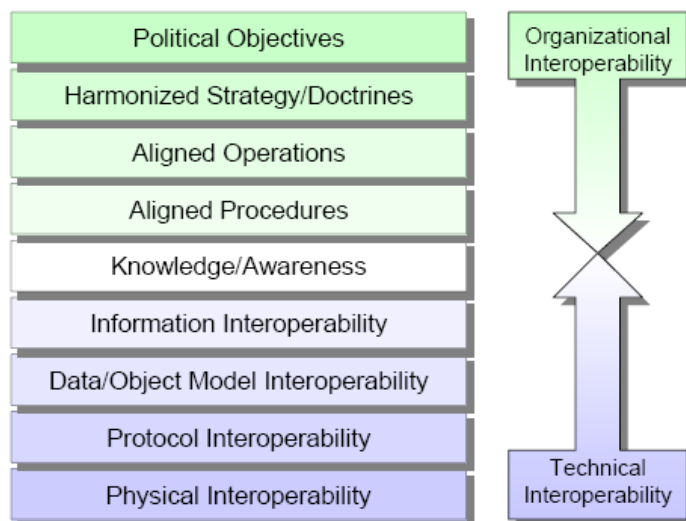 Political Objectives
Harmonized Strategy/Doctrines
Aligned Operations
Aligned Procedures
Knowledge/Awareness
Information Interoperability
Data/Object Model Interoperability
Protocol Interoperability
Physical Interoperability
Organizational
Interoperability
Technical
Interoperability